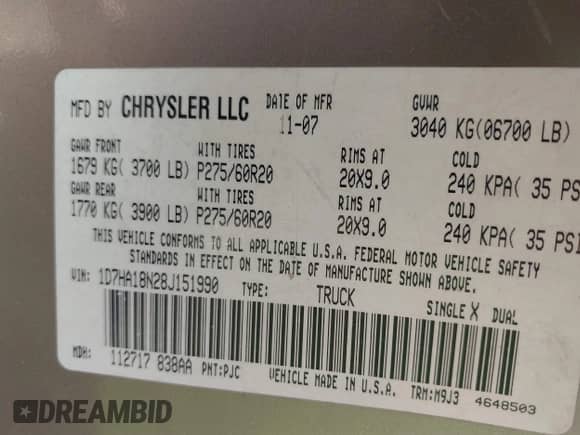 MFD BY CHRYSLER LLC DATE OF MFR 11-07 GVWR 3040 KG(06700 LB)
GAWR FRONT WITH TIRES RIMS AT COLD
1679 KG( 3700 LB) P275/60R20 20X9.0 240 KPA( 35 PS
GAWR REAR WITH TIRES RIMS AT COLD
1770 KG( 3900 LB) P275/60R20 20X9.0 240 KPA( 35 PSI
THIS VEHICLE CONFORMS TO ALL APPLICABLE U.S.A. FEDERAL MOTOR VEHICLE SAFETY
STANDARDS IN EFFECT ON THE DATE OF MANUFACTURE SHOWN ABOVE.
VIN: 1D7HA18N28J151990 TYPE: TRUCK SINGLE X DUAL
MDH: 112717 838AA PNT:PJC VEHICLE MADE IN U.S.A. TRM:M9J3 4648503
DREAMBID